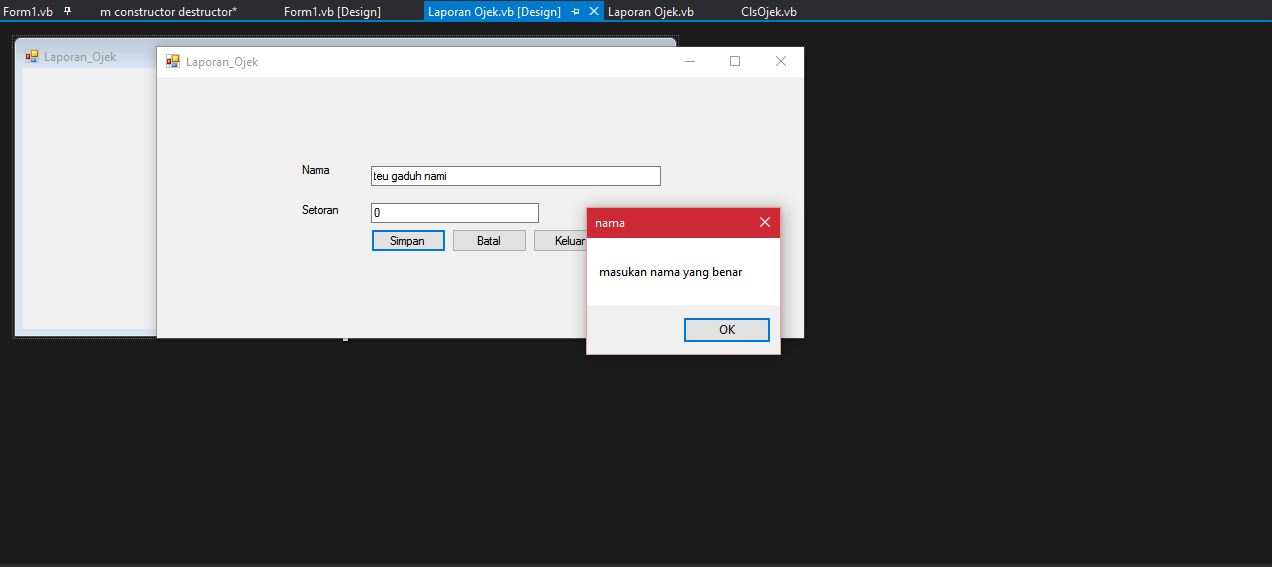 Form1.vb m constructor destructor* Form1.vb [Design] Laporan Ojek.vb [Design] Laporan Ojek.vb ClsOjek.vb
Laporan_Ojek
Laporan_Ojek
Nama teu gaduh nami
Setoran 0
Simpan Batal Keluar
nama
masukan nama yang benar
OK